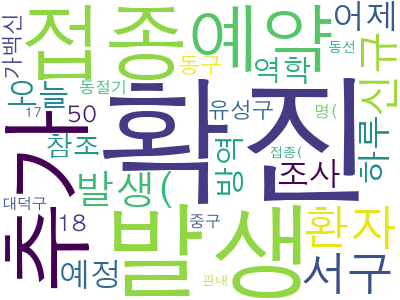 접종
예약
어제
가백신
신규
동선
동구
역학
동절기
오늘
17
50
유성구
명(
확진
추가
참조
방역
하루
접종(
조사
발생(
대덕구
18
중구
발생
환자
예정
서구
관내